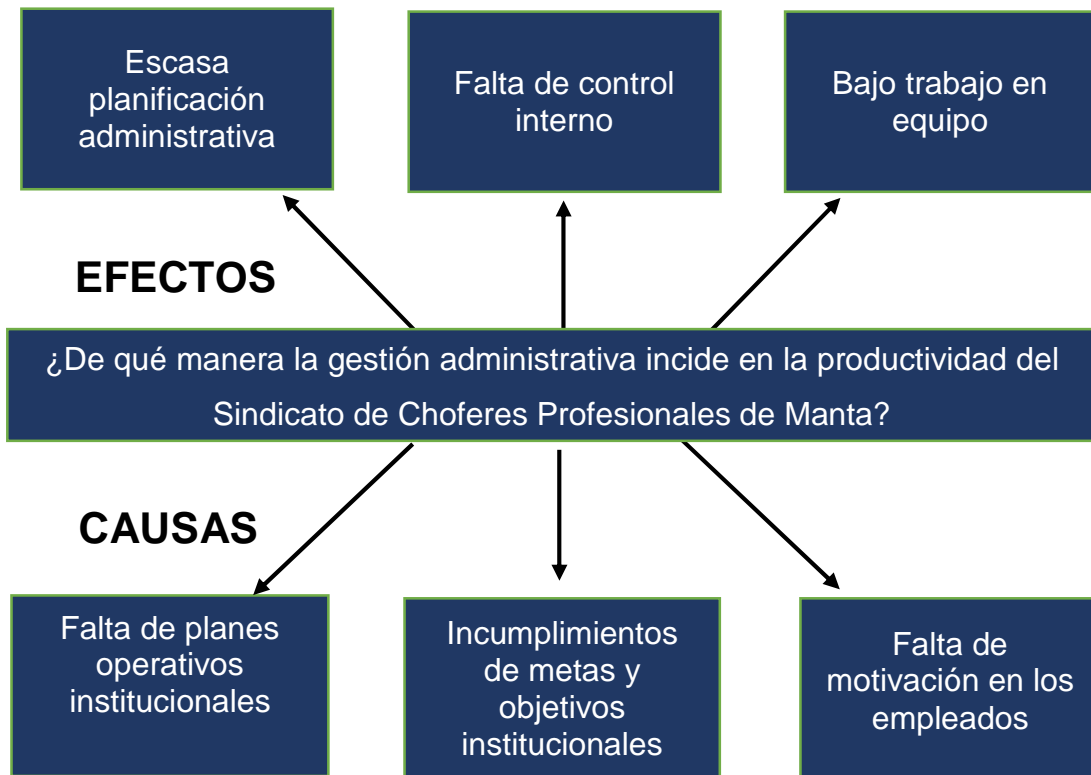 Escasa
planificación
administrativa
Falta de control
interno
Bajo trabajo en
equipo
EFECTOS
¿De qué manera la gestión administrativa incide en la productividad del
Sindicato de Choferes Profesionales de Manta?
CAUSAS
Falta de planes
operativos
institucionales
Incumplimientos
de metas y
objetivos
institucionales
Falta de
motivación en los
empleados